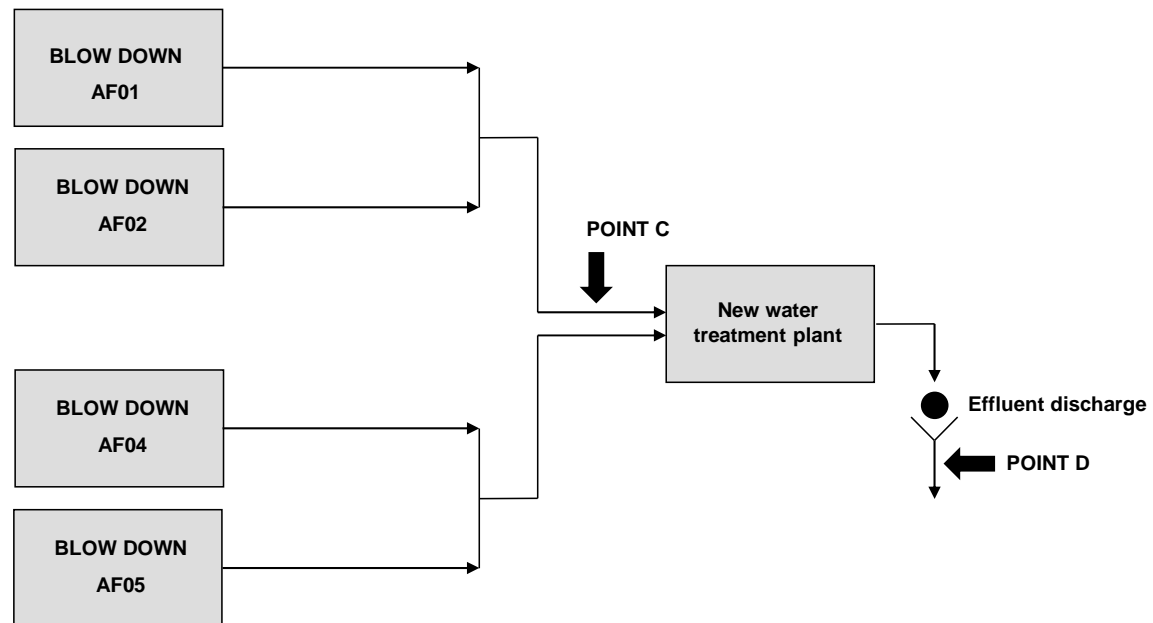 BLOW DOWN
AF01
BLOW DOWN
AF02
POINT C
New water
treatment plant
Effluent discharge
POINT D
BLOW DOWN
AF04
BLOW DOWN
AF05